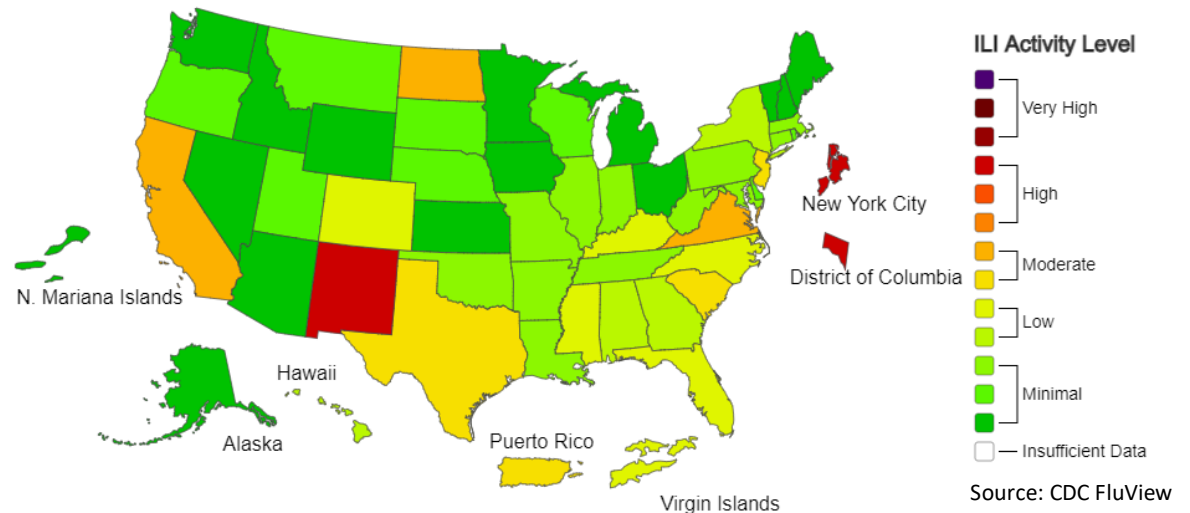 ILI Activity Level
Very High
High
Moderate
Low
Minimal
Insufficient Data
New York City
District of Columbia
N. Mariana Islands
Hawaii
Alaska
Puerto Rico
Virgin Islands
Source: CDC FluView